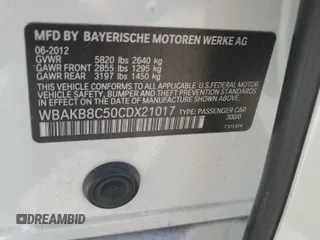 MFD BY BAYERISCHE MOTOREN WERKE AG
06-2012
GVWR 5820 lbs 2640 kg
GAWR FRONT 2855 lbs 1295 kg
GAWR REAR 3197 lbs 1450 kg
THIS VEHICLE CONFORMS TO ALL APPLICABLE FEDERAL MOTOR
VEHICLE SAFETY, BUMPER, AND THEFT PREVENTION STANDARDS
IN EFFECT ON THE DATE OF MANUFACTURE SHOWN ABOVE.
WBAKB8C50CDX21017 TYPE: PASSENGER CAR
300/0
DREAMBID